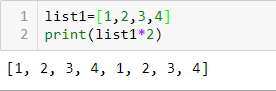 1 list1=[1,2,3,4]
2 print(list1*2)
[1, 2, 3, 4, 1, 2, 3, 4]